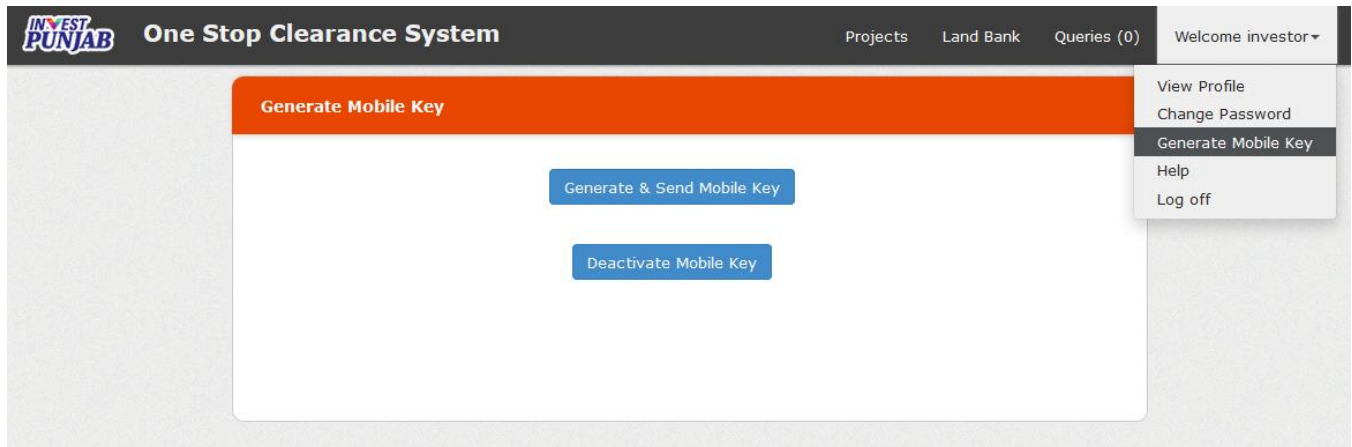 INVEST
PUNJAB
One Stop Clearance System
Projects
Land Bank
Queries (0)
Welcome investor
View Profile
Change Password
Generate Mobile Key
Help
Log off
Generate Mobile Key
Generate & Send Mobile Key
Deactivate Mobile Key